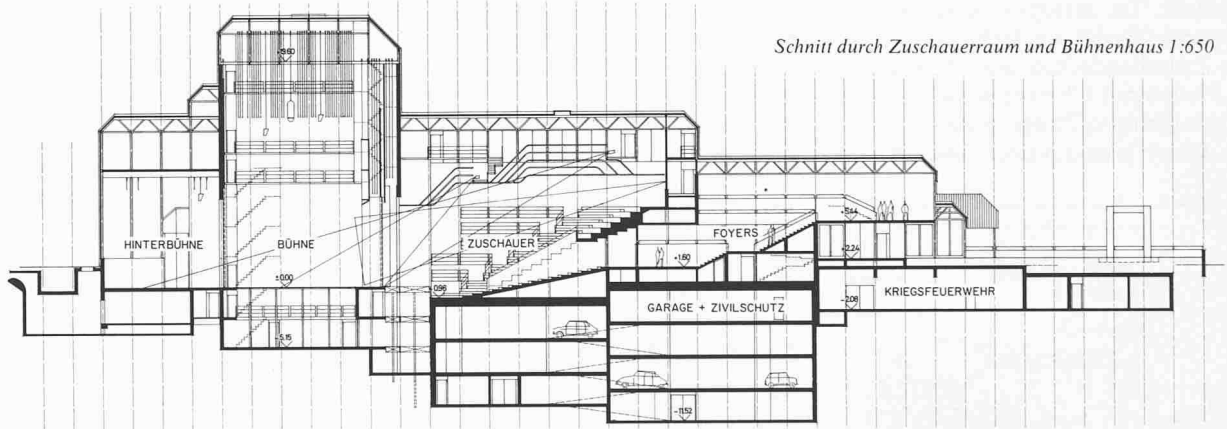 Schnitt durch Zuschauerraum und Bühnenhaus 1:650
+19.60
HINTERBÜHNE
BÜHNE
ZUSCHAUER
FOYERS
+5.44
+2.24
+1.60
±0.00
-0.96
GARAGE + ZIVILSCHUTZ
-2.08
KRIEGSFEUERWEHR
-5.15
-11.52